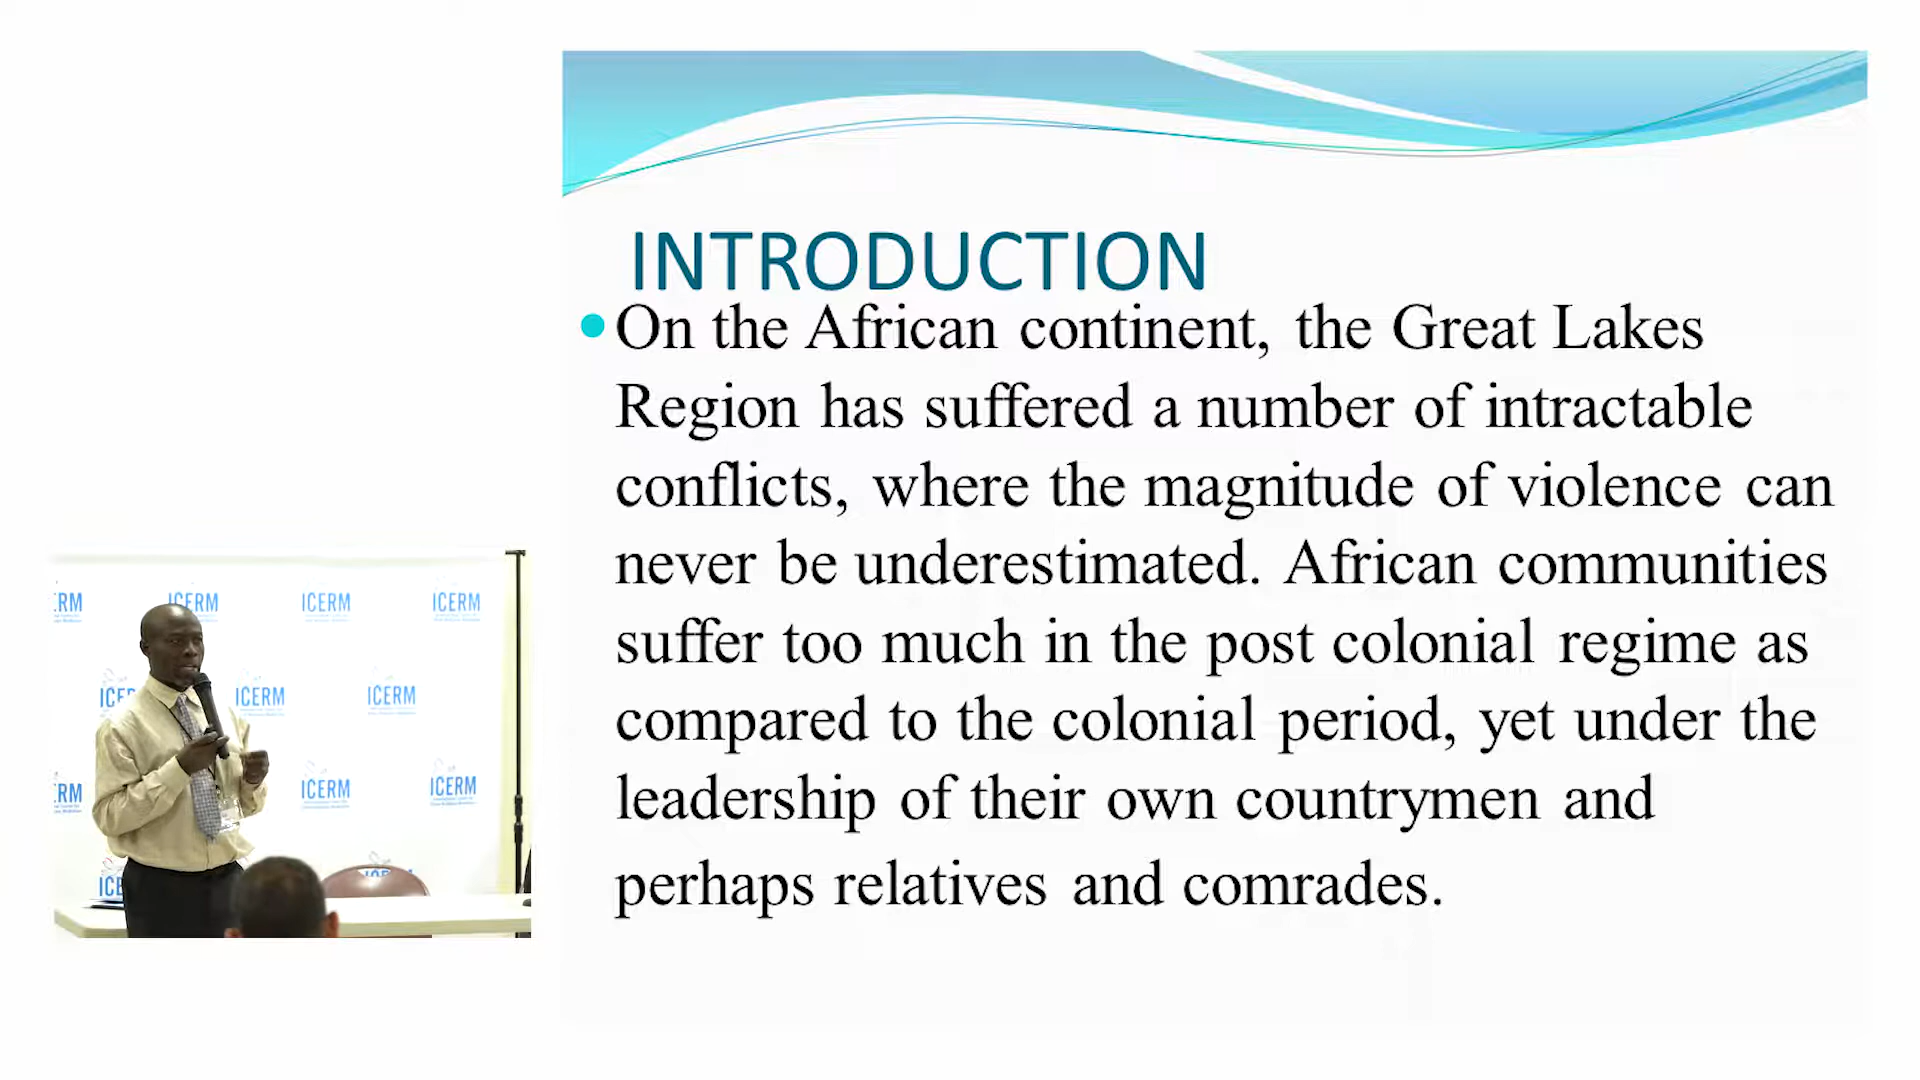 INTRODUCTION
On the African continent, the Great Lakes
Region has suffered a number of intractable
conflicts, where the magnitude of violence can
never be underestimated. African communities
suffer too much in the post colonial regime as
compared to the colonial period, yet under the
leadership of their own countrymen and
perhaps relatives and comrades.
ICERM
ICERM
ICERM
ICERM
ICERM
ICERM
ICERM